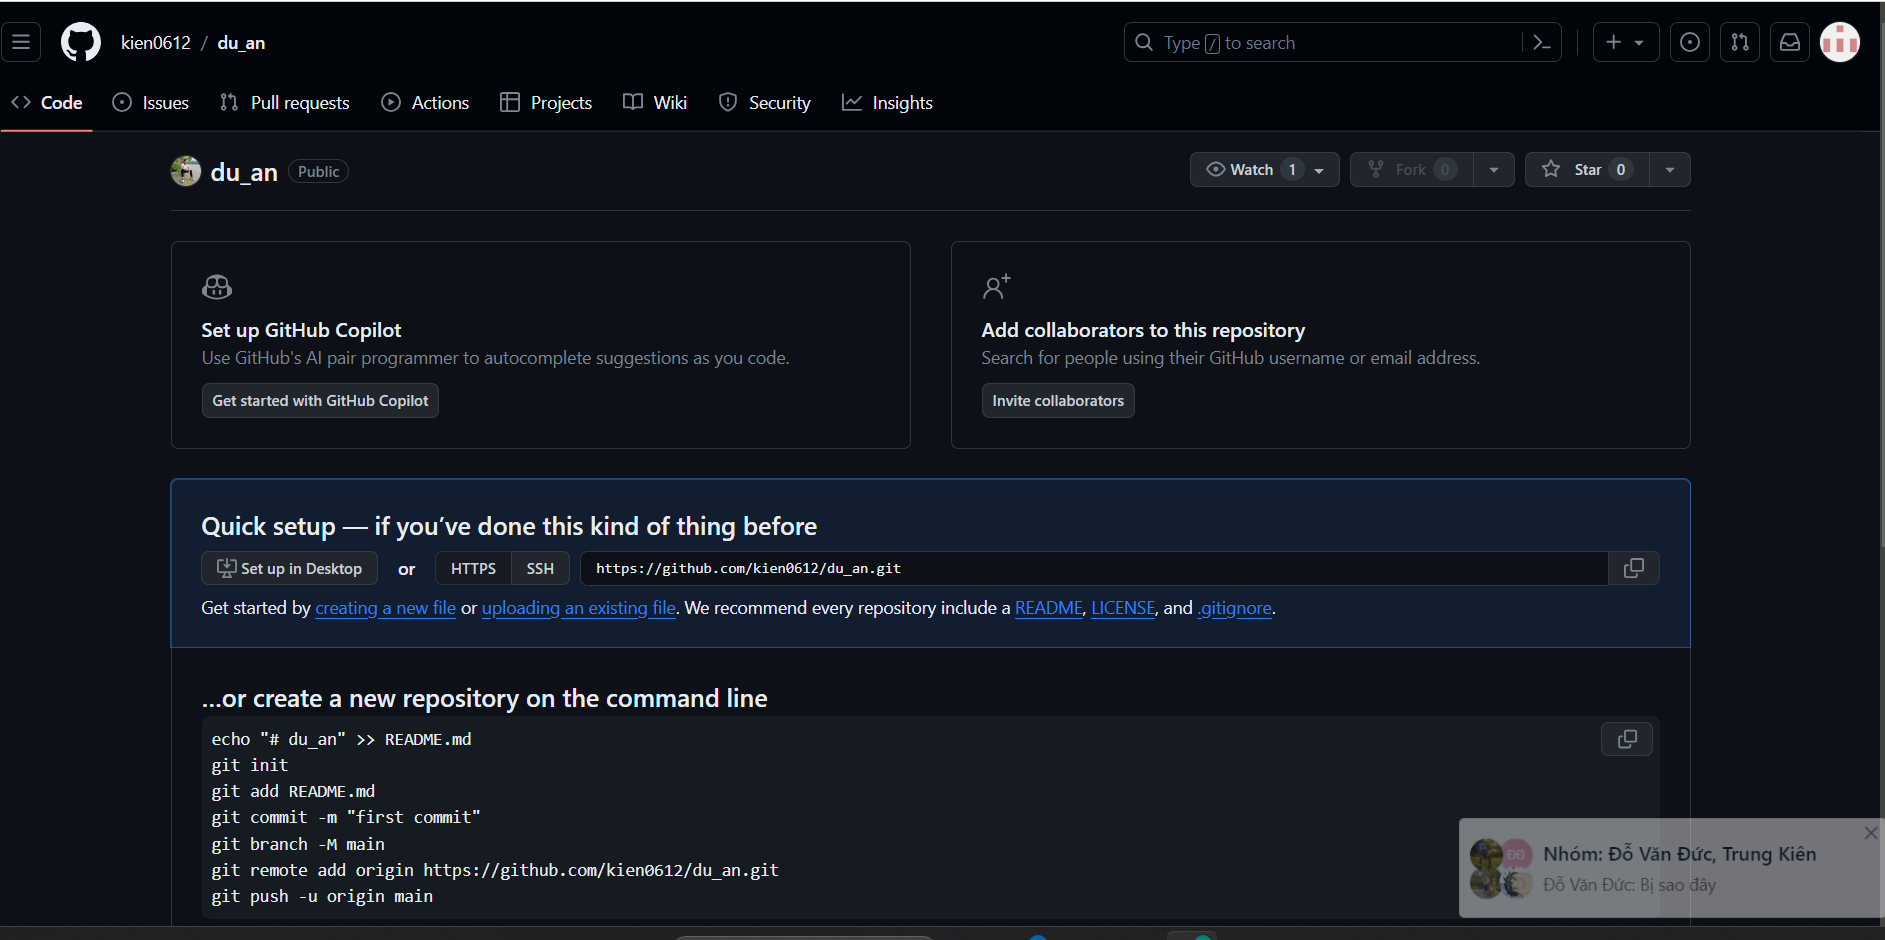 kien0612 / du_an
Type / to search
Code Issues Pull requests Actions Projects Wiki Security Insights
du_an Public
Watch 1 Fork 0 Star 0
Set up GitHub Copilot
Use GitHub's AI pair programmer to autocomplete suggestions as you code.
Get started with GitHub Copilot
Add collaborators to this repository
Search for people using their GitHub username or email address.
Invite collaborators
Quick setup — if you’ve done this kind of thing before
Set up in Desktop or HTTPS SSH https://github.com/kien0612/du_an.git
Get started by creating a new file or uploading an existing file. We recommend every repository include a README, LICENSE, and .gitignore.
…or create a new repository on the command line
echo "# du_an" >> README.md
git init
git add README.md
git commit -m "first commit"
git branch -M main
git remote add origin https://github.com/kien0612/du_an.git
git push -u origin main
ĐĐ
Nhóm: Đỗ Văn Đức, Trung Kiên
Đỗ Văn Đức: Bị sao đây